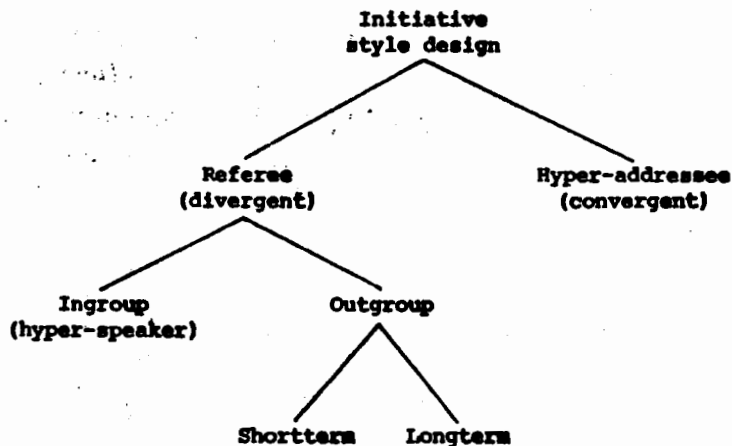 Initiative
style design
Referee
(divergent)
Hyper-addressee
(convergent)
Ingroup
(hyper-speaker)
Outgroup
Shortterm
Longterm